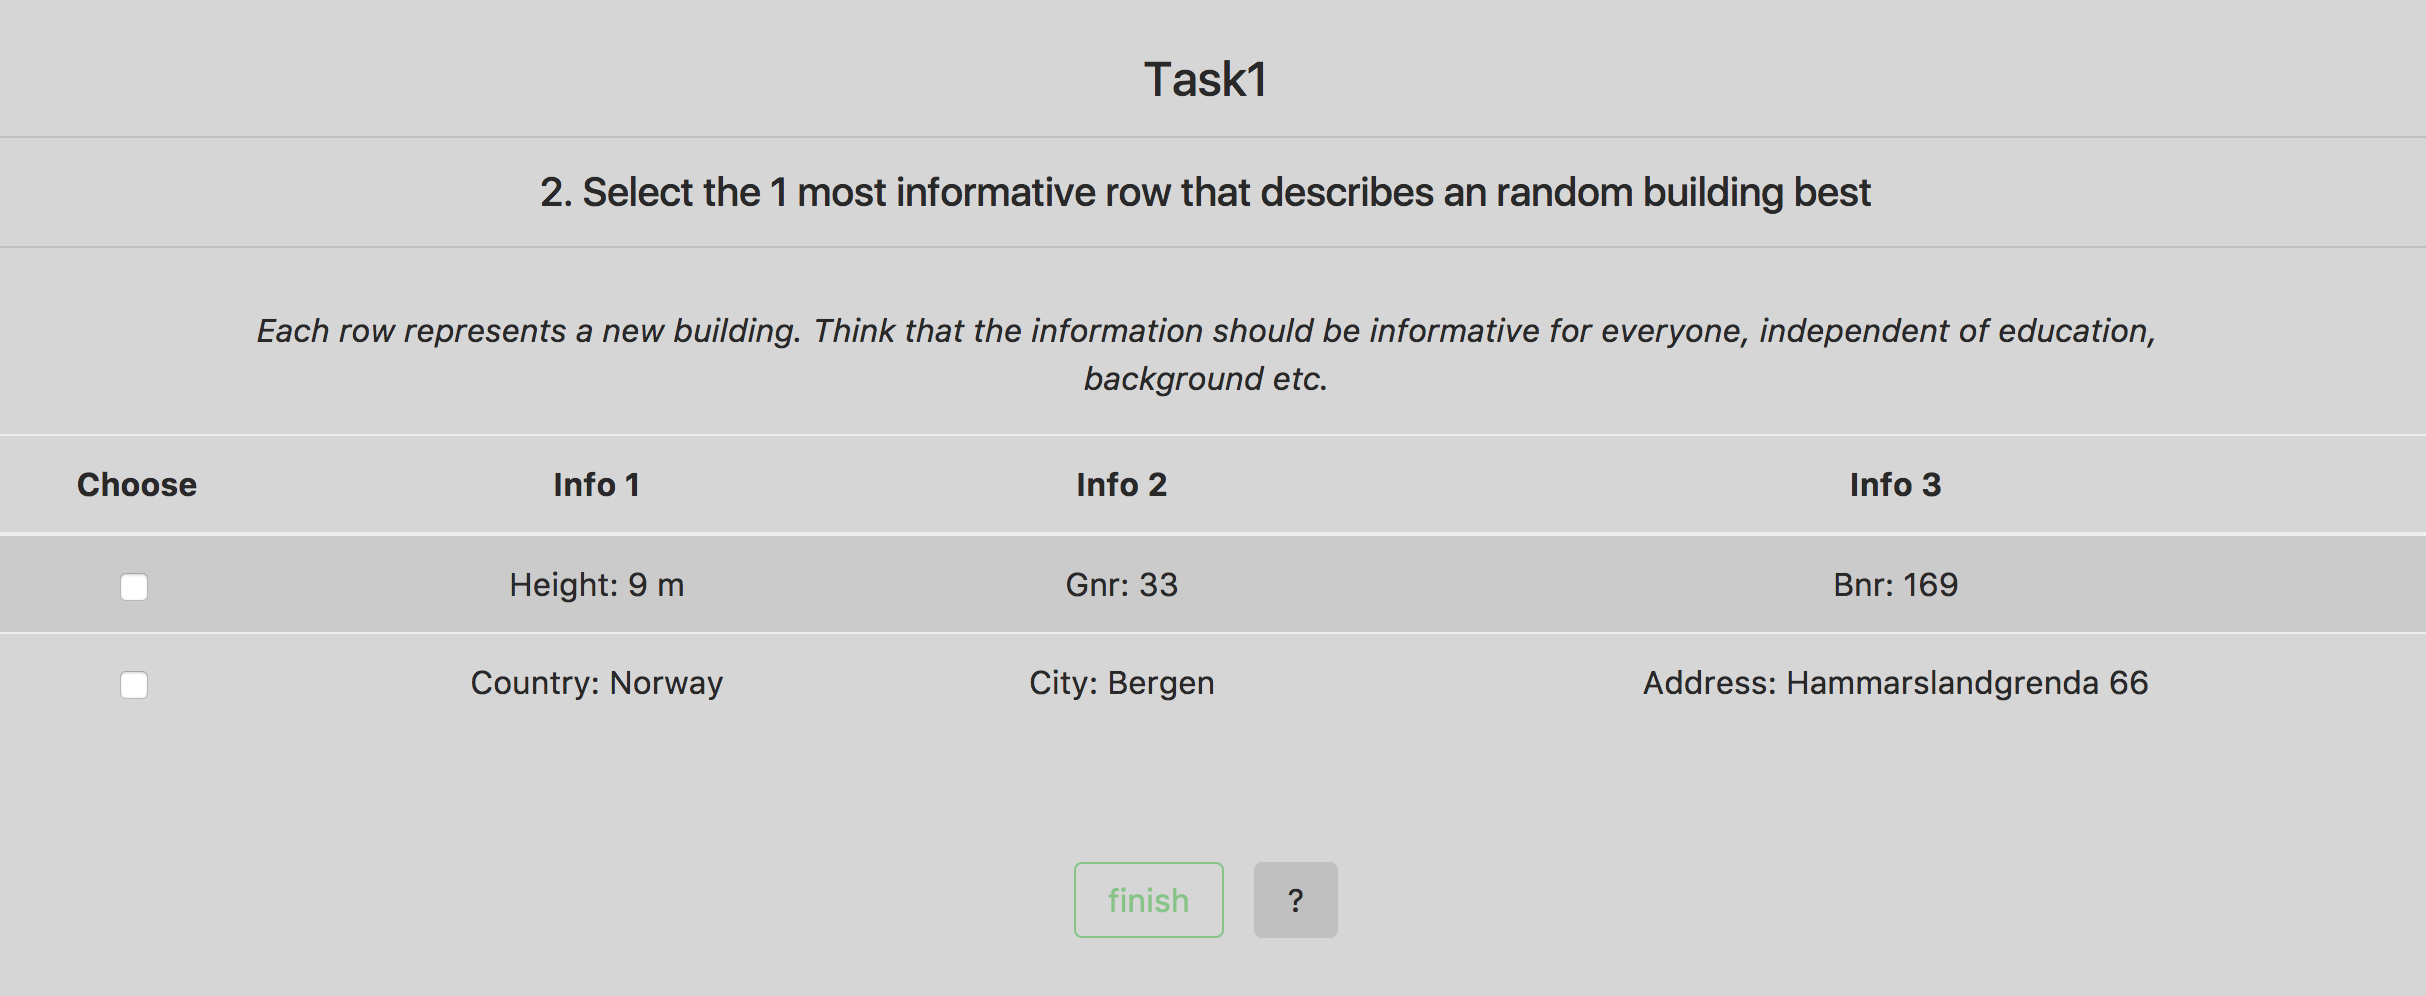 Task1
2. Select the 1 most informative row that describes an random building best
Each row represents a new building. Think that the information should be informative for everyone, independent of education,
background etc.
Choose Info 1 Info 2 Info 3
Height: 9 m Gnr: 33 Bnr: 169
Country: Norway City: Bergen Address: Hammarslandgrenda 66
finish ?